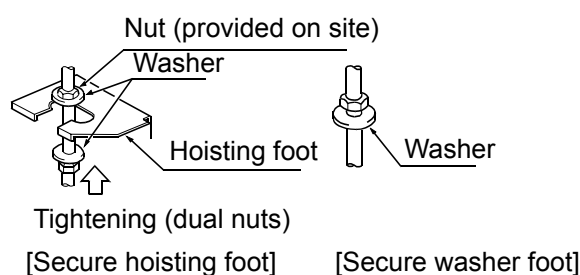 Nut (provided on site)
Washer
Hoisting foot
Washer
Tightening (dual nuts)
[Secure hoisting foot]
[Secure washer foot]